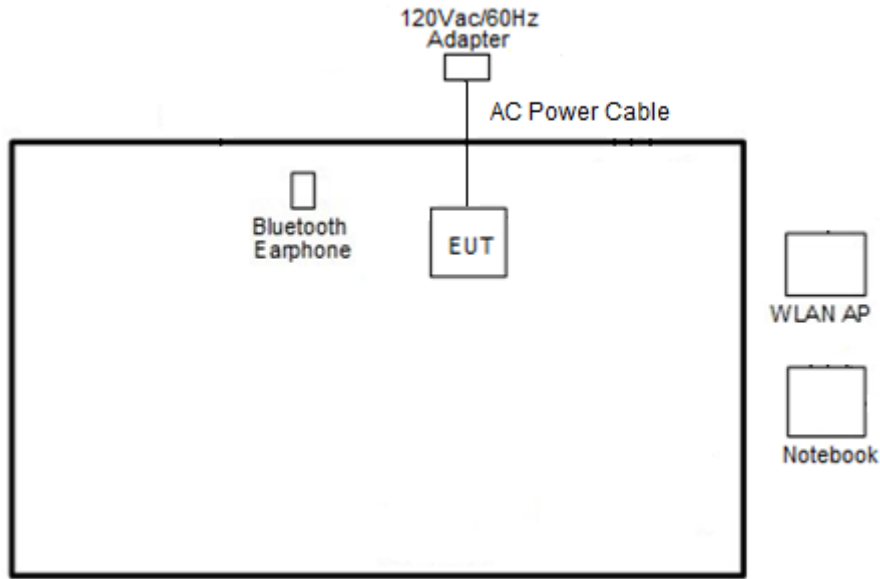 120Vac/60Hz
Adapter
AC Power Cable
Bluetooth
Earphone
EUT
WLAN AP
Notebook